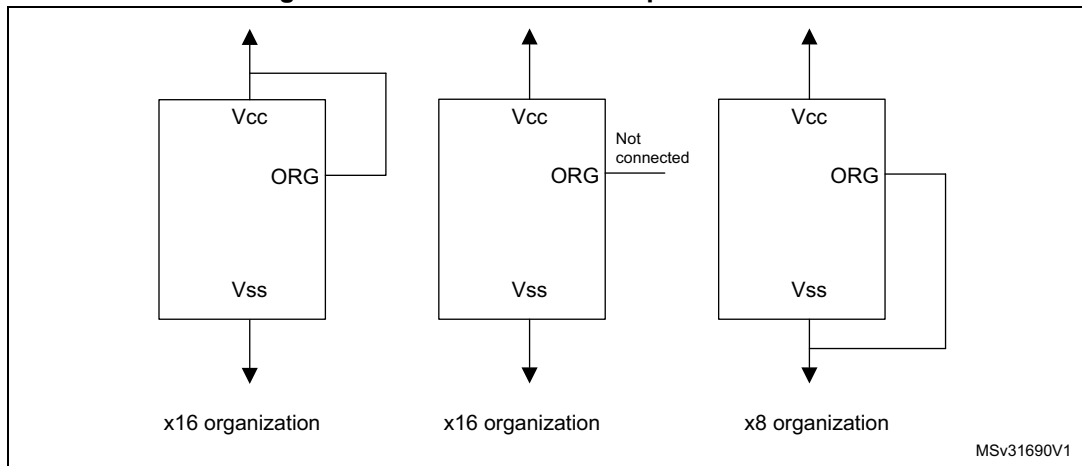 Vcc
ORG
Vss
x16 organization
Vcc
Not
connected
ORG
Vss
x16 organization
Vcc
ORG
Vss
x8 organization
MSv31690V1